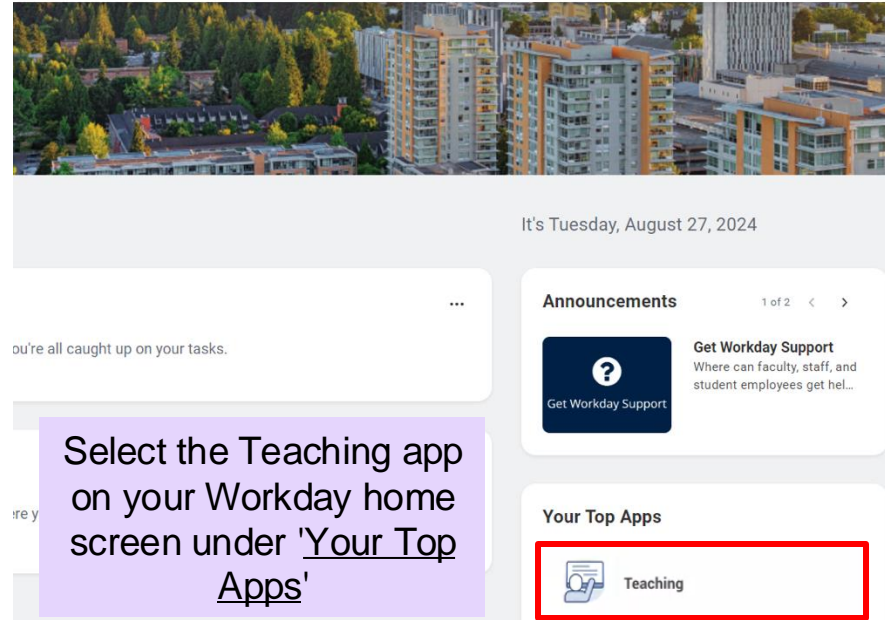 It's Tuesday, August 27, 2024
...
ou're all caught up on your tasks.
Announcements
1 of 2 < >
?
Get Workday Support
Get Workday Support
Where can faculty, staff, and
student employees get hel...
ere y
Select the Teaching app
on your Workday home
screen under 'Your Top
Apps'
Your Top Apps
Teaching